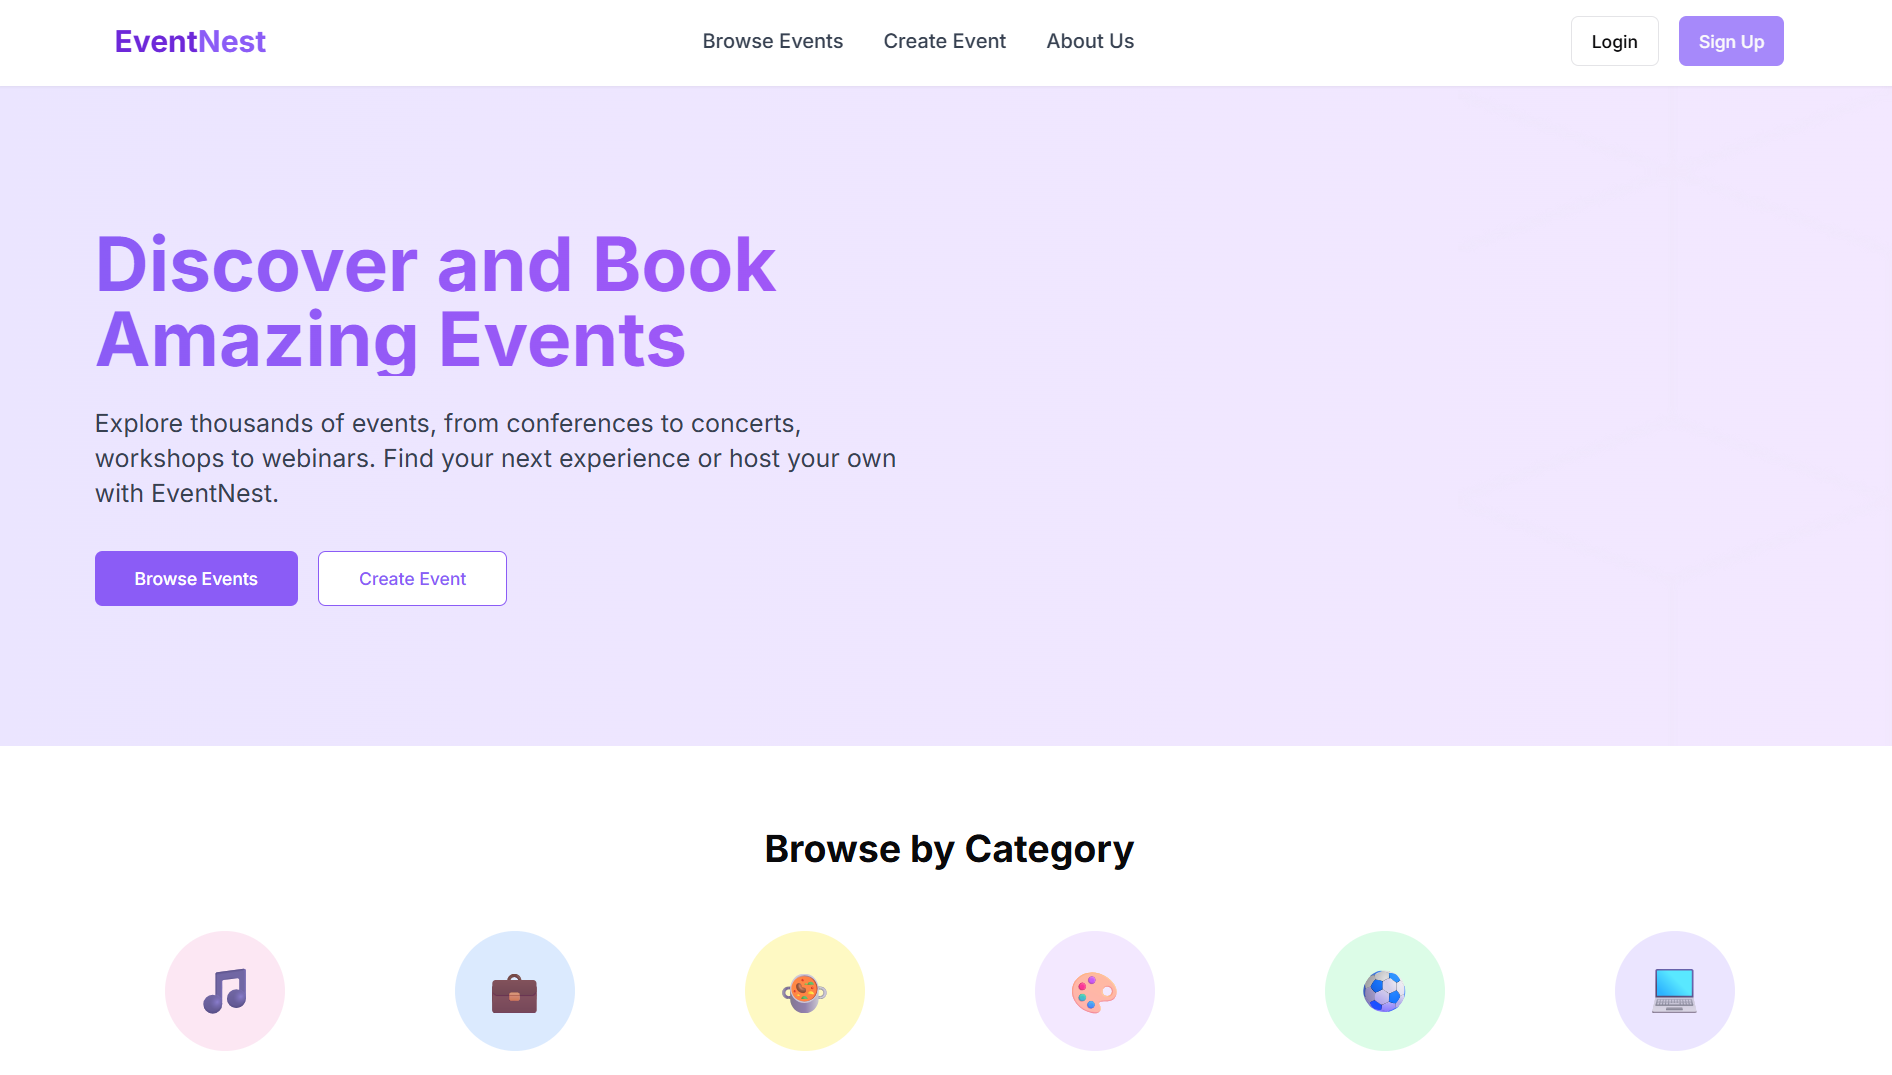 EventNest
Browse Events
Create Event
About Us
Login
Sign Up
Discover and Book
Amazing Events
Explore thousands of events, from conferences to concerts,
workshops to webinars. Find your next experience or host your own
with EventNest.
Browse Events
Create Event
Browse by Category